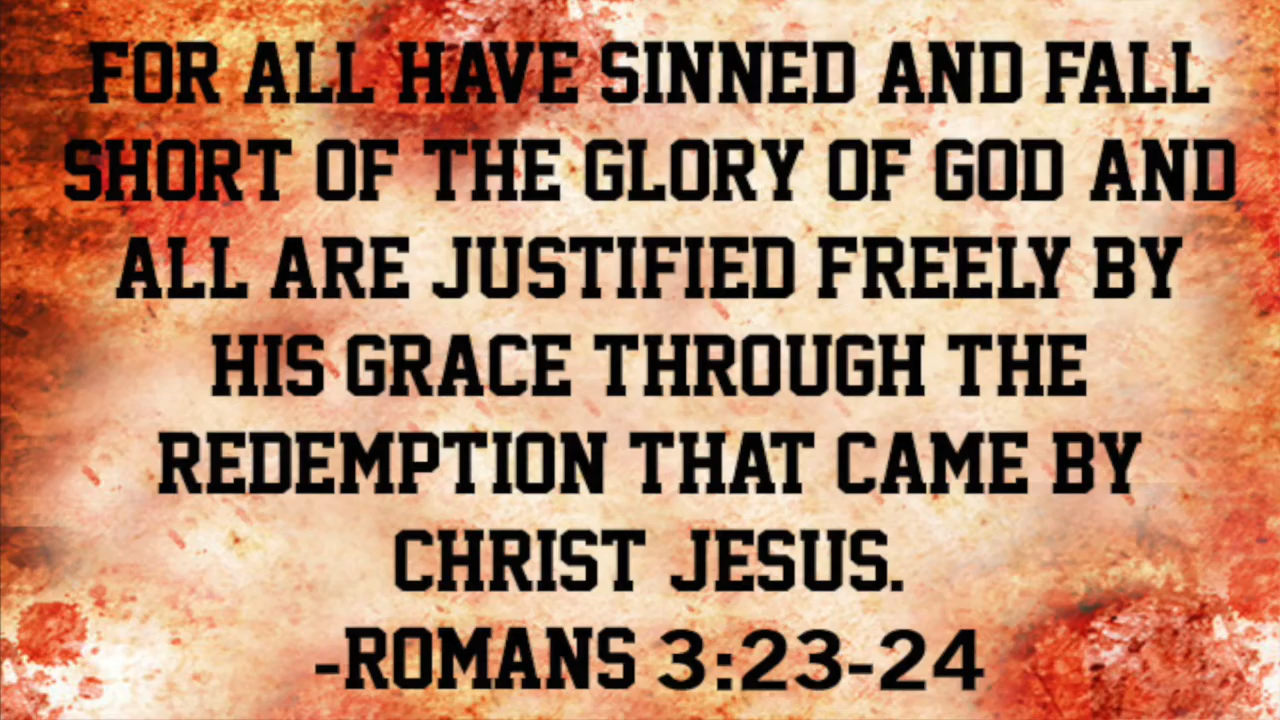 FOR ALL HAVE SINNED AND FALL
SHORT OF THE GLORY OF GOD AND
ALL ARE JUSTIFIED FREELY BY
HIS GRACE THROUGH THE
REDEMPTION THAT CAME BY
CHRIST JESUS.
-ROMANS 3:23-24